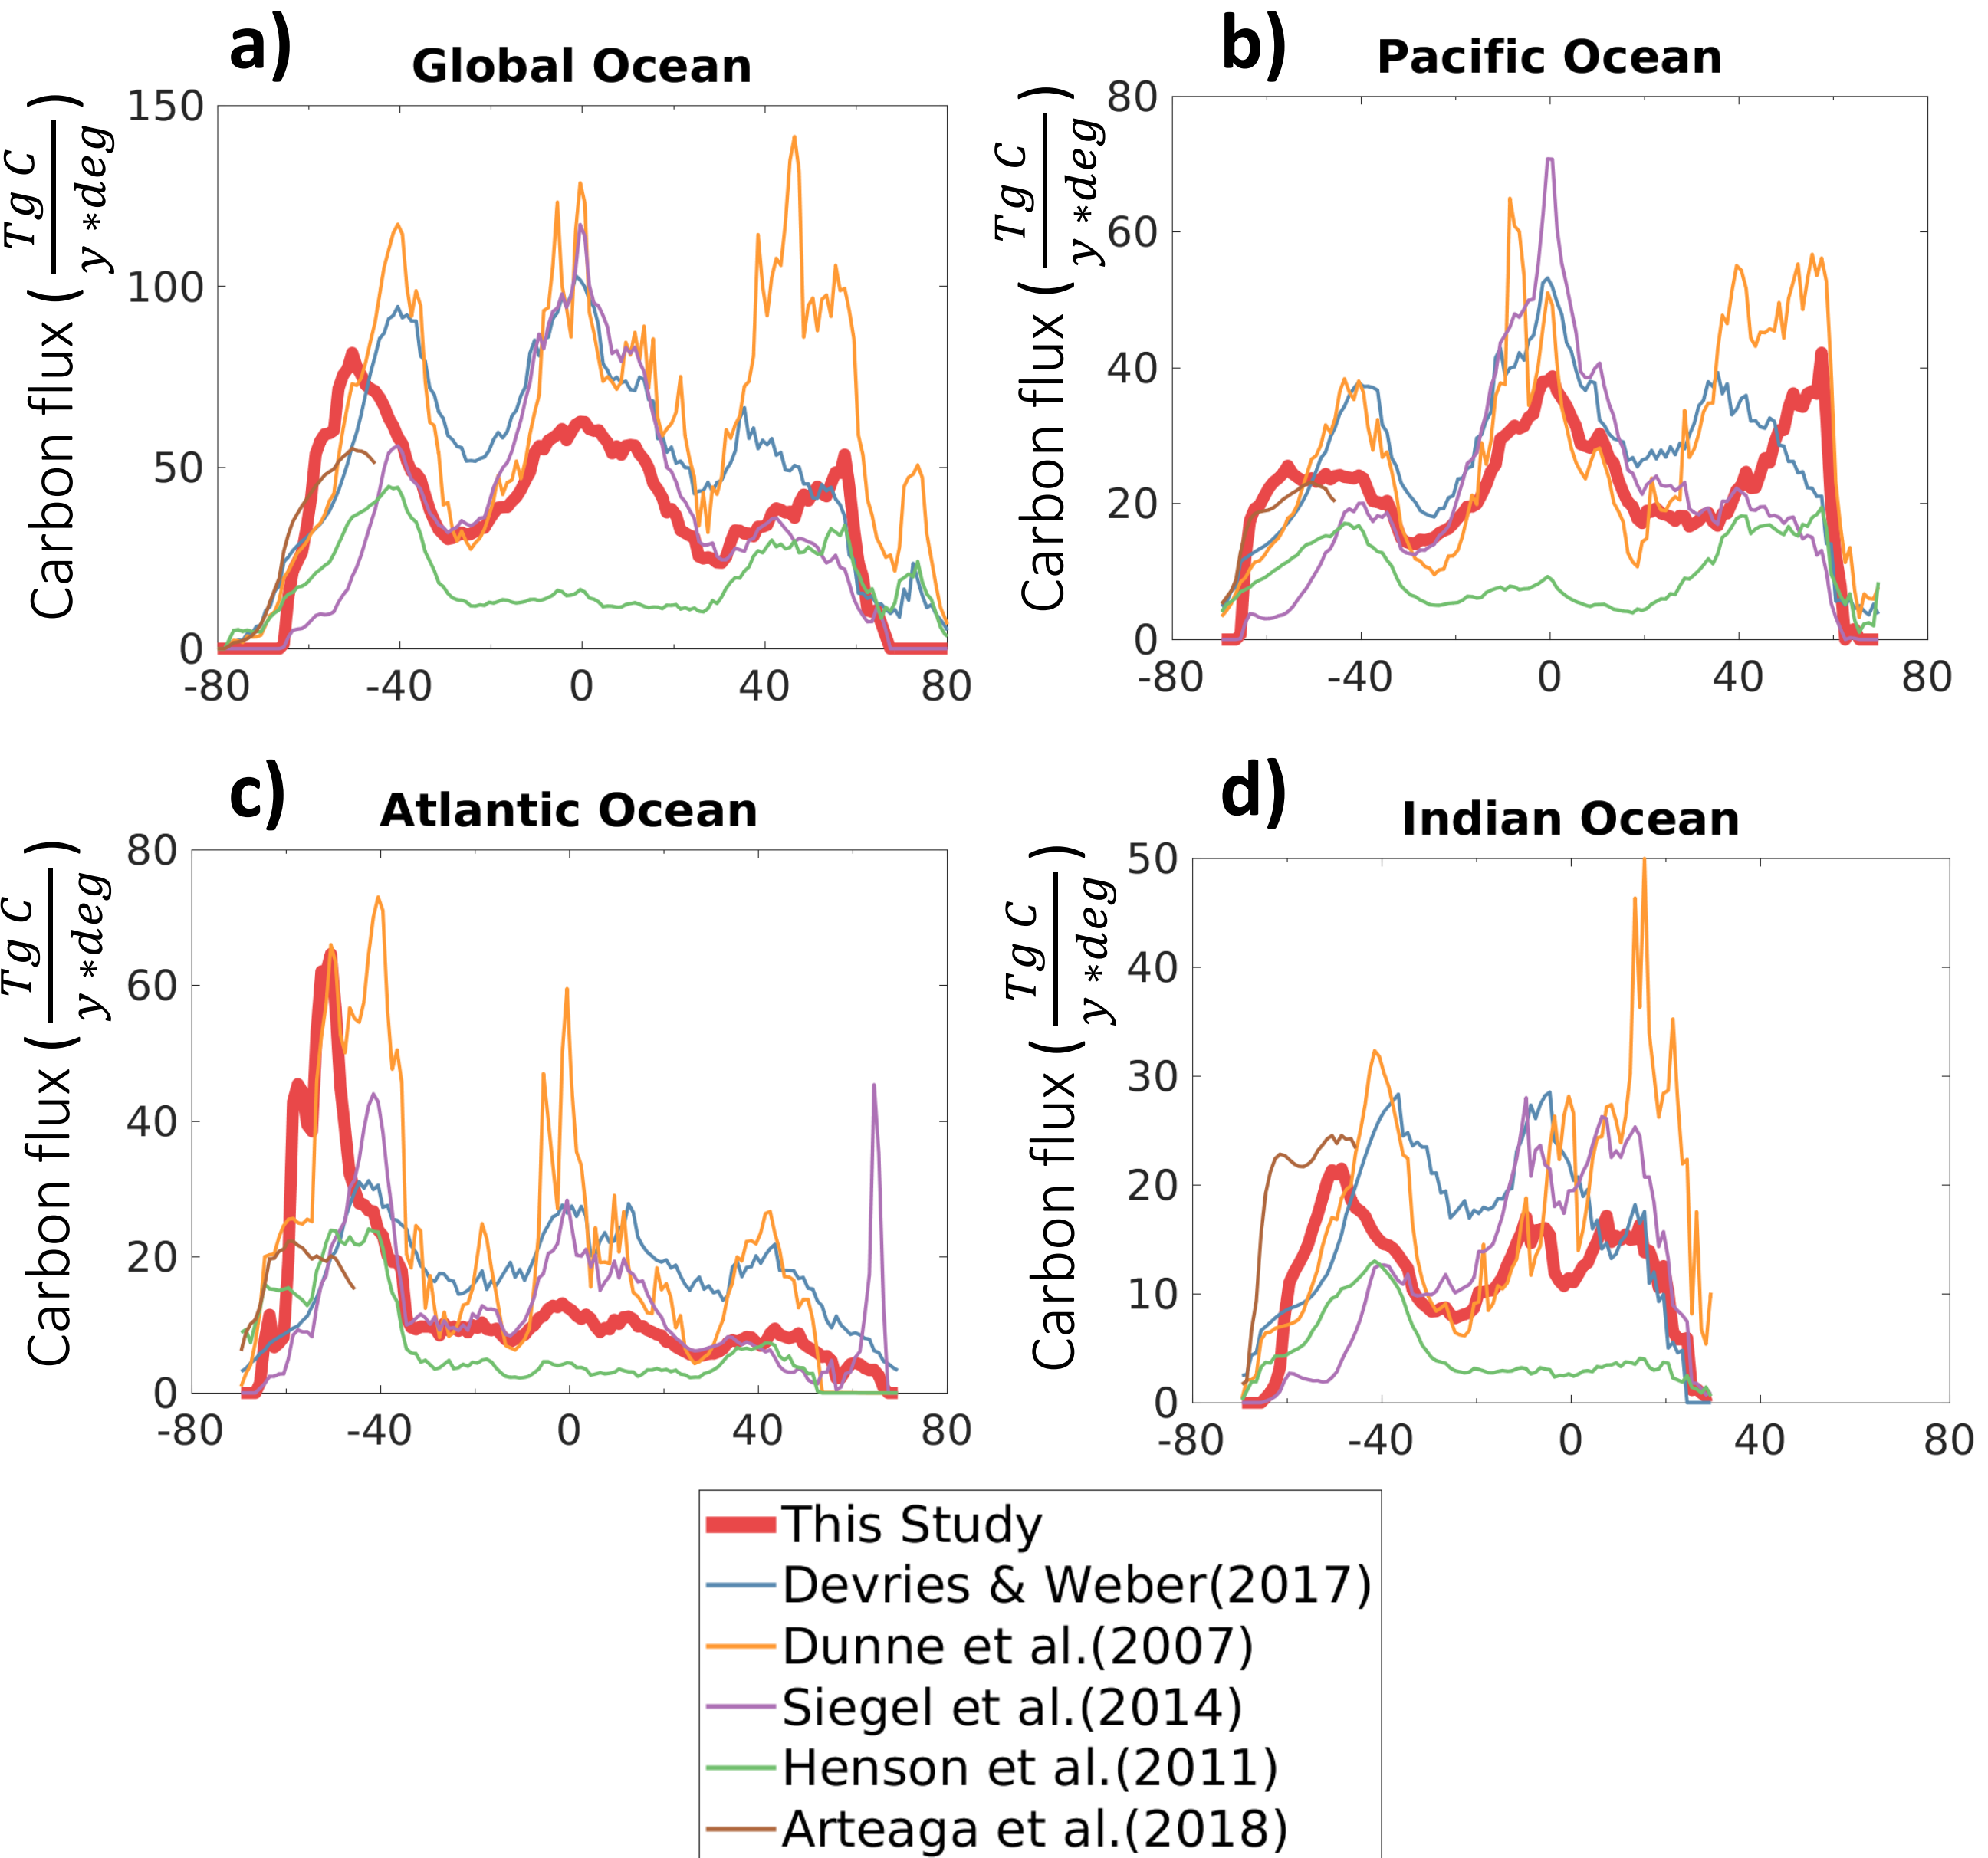 a)
Global Ocean
Carbon flux (Tg C / y *deg)
150
100
50
0
-80 -40 0 40 80
b)
Pacific Ocean
Carbon flux (Tg C / y *deg)
80
60
40
20
0
-80 -40 0 40 80
c)
Atlantic Ocean
Carbon flux (Tg C / y *deg)
80
60
40
20
0
-80 -40 0 40 80
d)
Indian Ocean
Carbon flux (Tg C / y *deg)
50
40
30
20
10
0
-80 -40 0 40 80
This Study
Devries & Weber(2017)
Dunne et al.(2007)
Siegel et al.(2014)
Henson et al.(2011)
Arteaga et al.(2018)